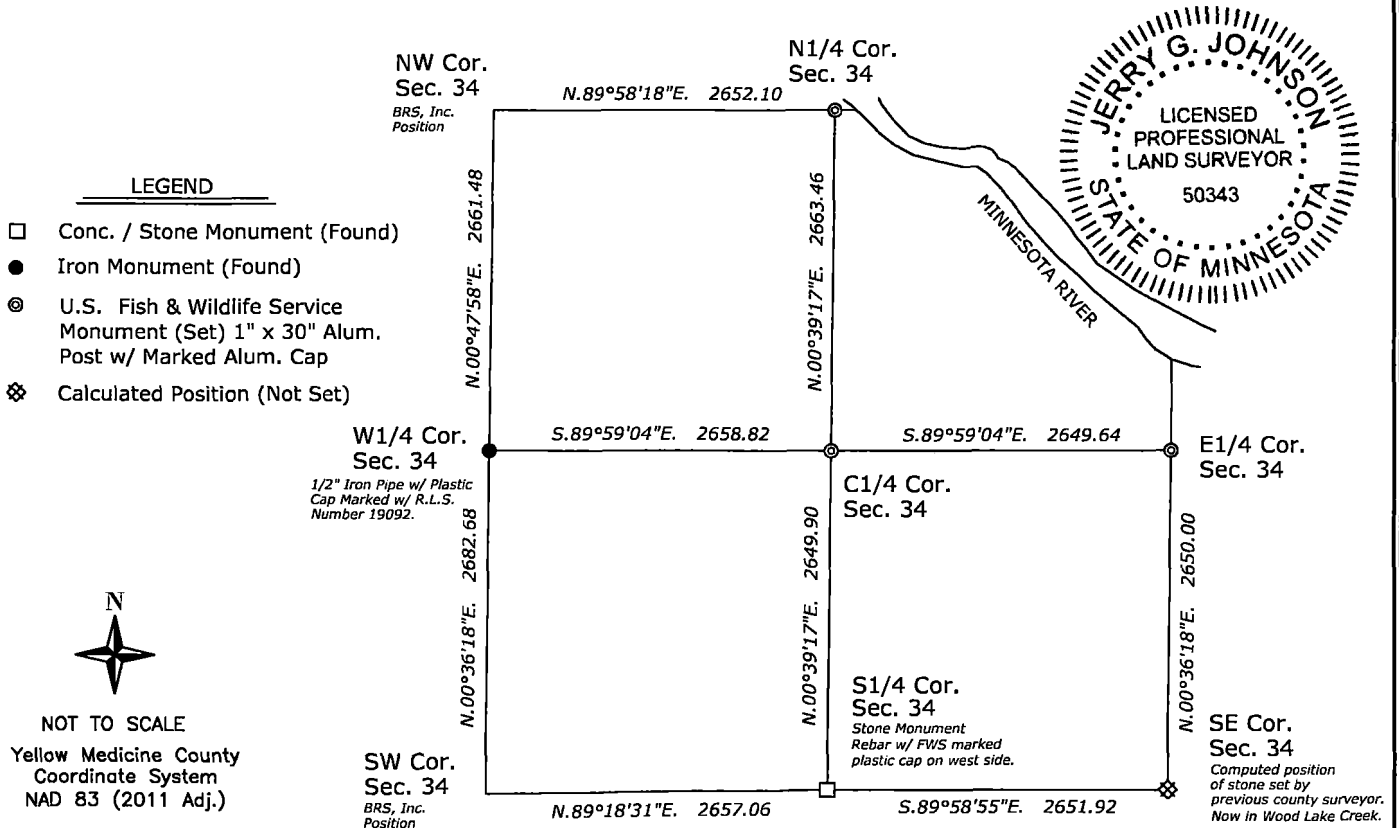 NW Cor.
Sec. 34
BRS, Inc.
Position
N.89°58'18"E. 2652.10
N1/4 Cor.
Sec. 34
JERRY G. JOHNSON
LICENSED
PROFESSIONAL
LAND SURVEYOR
50343
STATE OF MINNESOTA
LEGEND
Conc. / Stone Monument (Found)
Iron Monument (Found)
U.S. Fish & Wildlife Service
Monument (Set) 1" x 30" Alum.
Post w/ Marked Alum. Cap
Calculated Position (Not Set)
N.00°47'58"E. 2661.48
N.00°39'17"E. 2663.46
MINNESOTA RIVER
W1/4 Cor.
Sec. 34
1/2" Iron Pipe w/ Plastic
Cap Marked w/ R.L.S.
Number 19092.
S.89°59'04"E. 2658.82
S.89°59'04"E. 2649.64
E1/4 Cor.
Sec. 34
C1/4 Cor.
Sec. 34
N.00°36'18"E. 2682.68
N.00°39'17"E. 2649.90
N.00°36'18"E. 2650.00
N
NOT TO SCALE
Yellow Medicine County
Coordinate System
NAD 83 (2011 Adj.)
SW Cor.
Sec. 34
BRS, Inc.
Position
N.89°18'31"E. 2657.06
S1/4 Cor.
Sec. 34
Stone Monument
Rebar w/ FWS marked
plastic cap on west side.
S.89°58'55"E. 2651.92
SE Cor.
Sec. 34
Computed position
of stone set by
previous county surveyor.
Now in Wood Lake Creek.